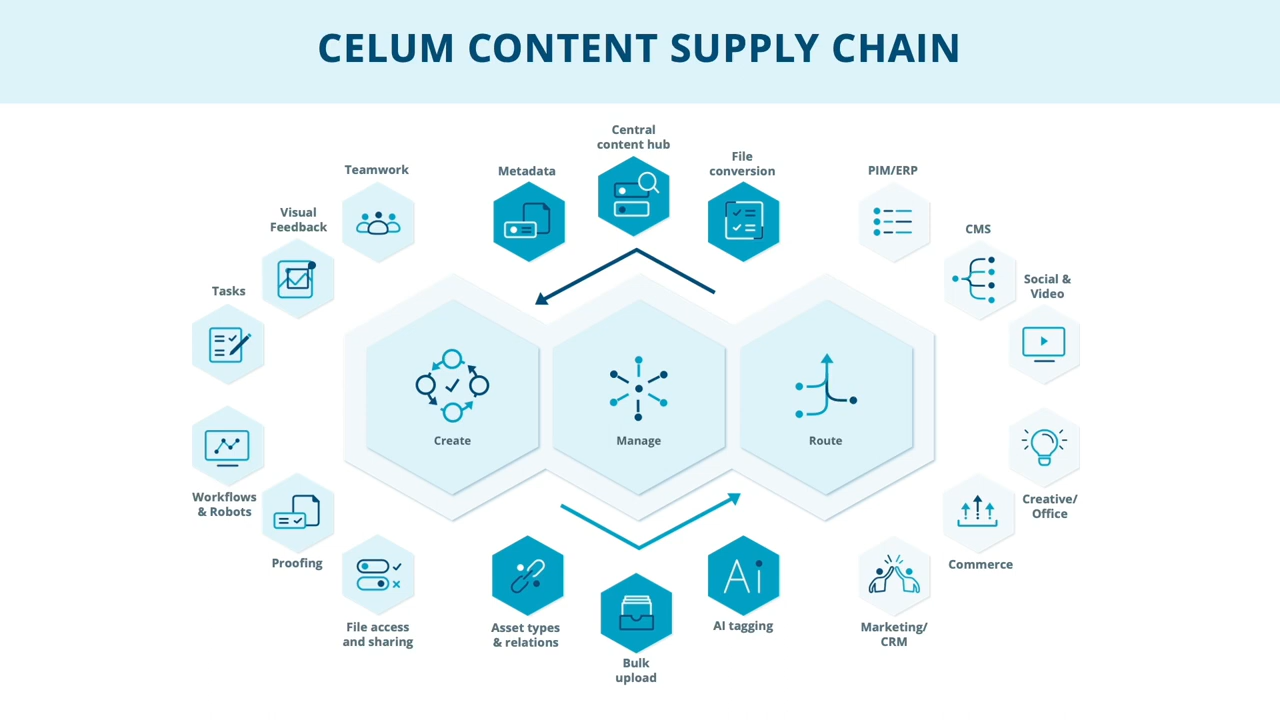 CELUM CONTENT SUPPLY CHAIN
Central
content hub
Teamwork
Metadata
File
conversion
PIM/ERP
Visual
Feedback
CMS
Tasks
Social &
Video
Create
Manage
Route
Workflows
& Robots
Creative/
Office
Proofing
Commerce
File access
and sharing
Asset types
& relations
Ai
AI tagging
Marketing/
CRM
Bulk
upload